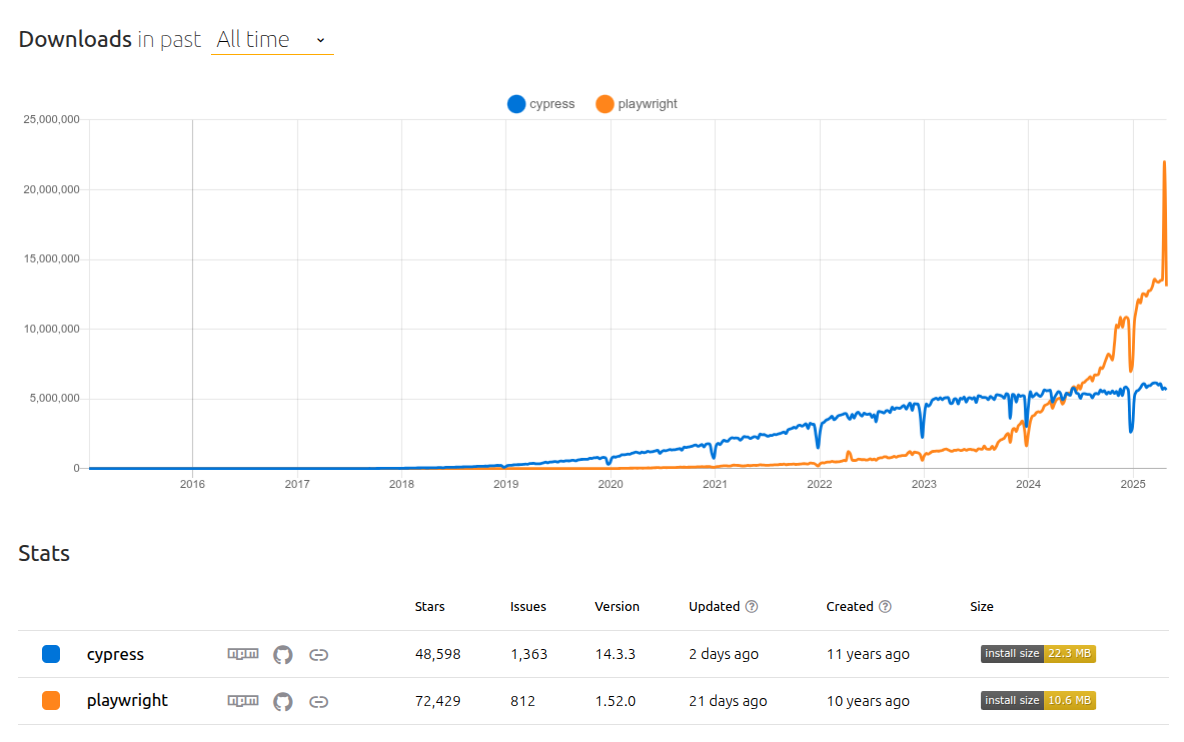 Downloads in past All time
cypress playwright
25,000,000
20,000,000
15,000,000
10,000,000
5,000,000
0
2016 2017 2018 2019 2020 2021 2022 2023 2024 2025
Stats
Stars Issues Version Updated ? Created ? Size
cypress npm 48,598 1,363 14.3.3 2 days ago 11 years ago install size 22.3 MB
playwright npm 72,429 812 1.52.0 21 days ago 10 years ago install size 10.6 MB